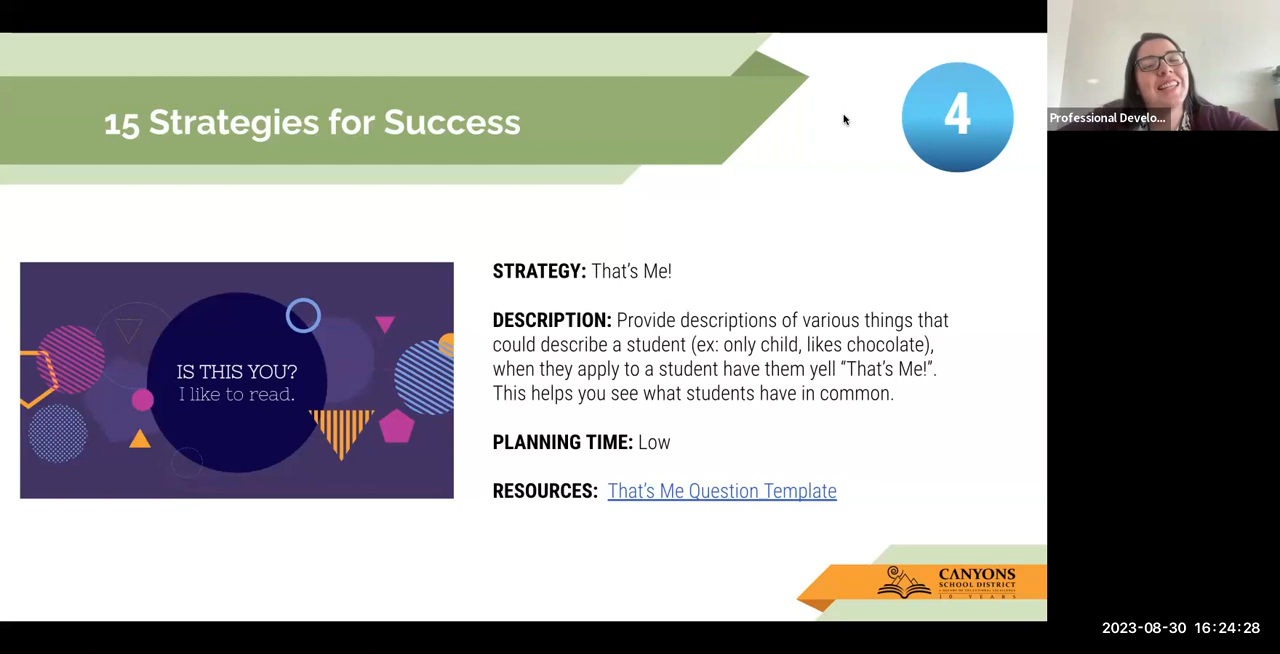 15 Strategies for Success
4
Professional Develo...
IS THIS YOU?
I like to read.
STRATEGY: That's Me!
DESCRIPTION: Provide descriptions of various things that
could describe a student (ex: only child, likes chocolate),
when they apply to a student have them yell “That's Me!”.
This helps you see what students have in common.
PLANNING TIME: Low
RESOURCES: That's Me Question Template
CANYONS
SCHOOL DISTRICT
10 YEARS
2023-08-30 16:24:28